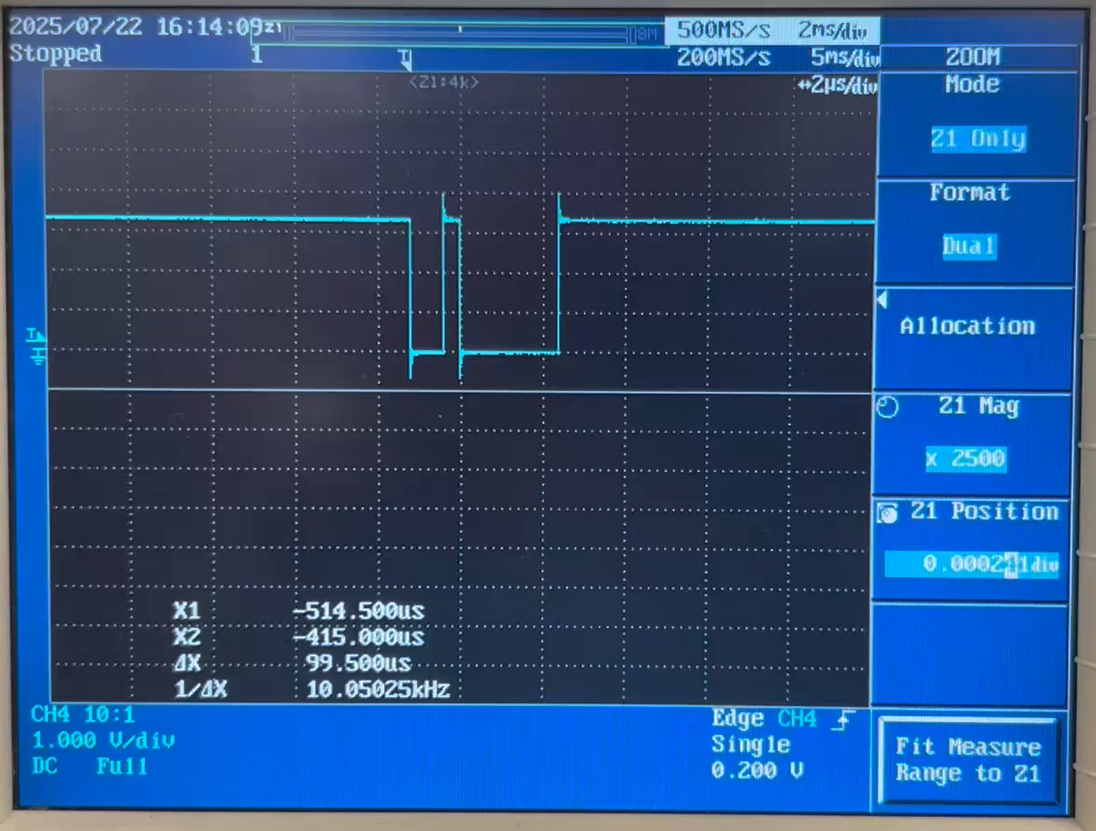 2025/07/22 16:14:09
Z1
8M
500MS/s 2ms/div
Stopped
1
T
200MS/s 5ms/div
ZOOM
<Z1:4k>
↔2µs/div
Mode
Z1 Only
Format
Dual
Allocation
Z1 Mag
x 2500
Z1 Position
T
X1 -514.500us
X2 -415.000us
ΔX 99.500us
1/ΔX 10.05025kHz
CH4 10:1
1.000 V/div
DC Full
Edge CH4
Single
0.200 V
Fit Measure
Range to Z1